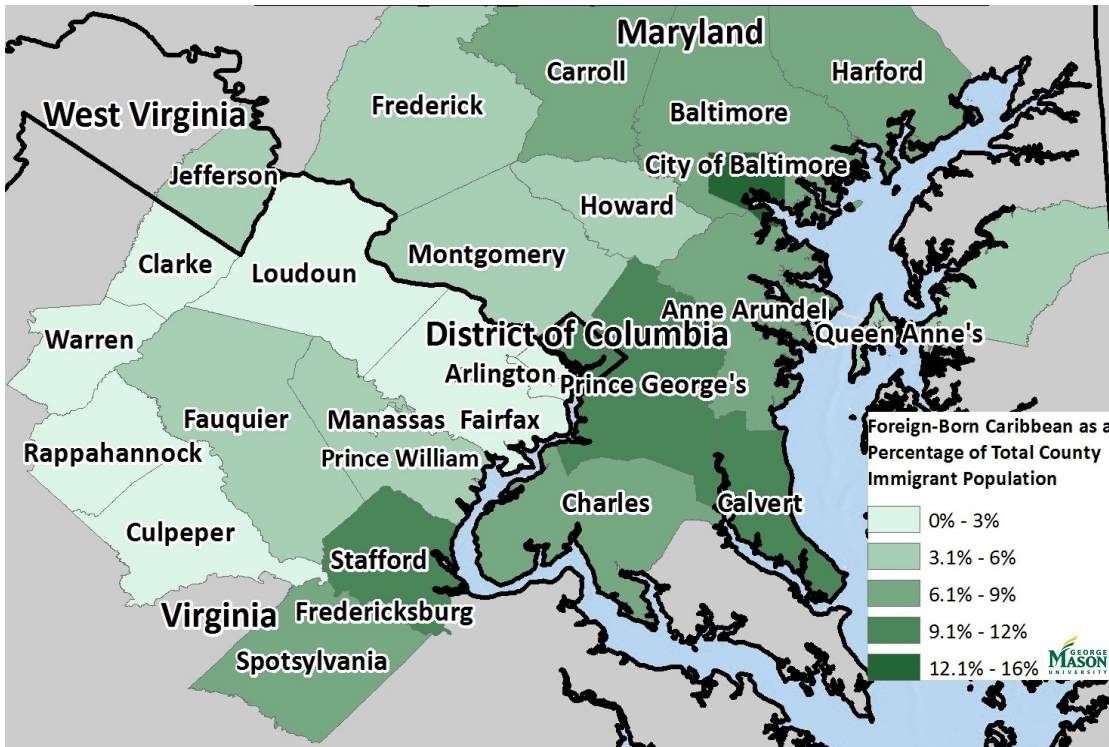 Maryland
Carroll
Harford
Frederick
Baltimore
West Virginia
City of Baltimore
Jefferson
Howard
Montgomery
Clarke
Loudoun
Anne Arundel
Queen Anne's
District of Columbia
Warren
Arlington
Prince George's
Fauquier
Manassas
Fairfax
Rappahannock
Prince William
Charles
Calvert
Culpeper
Stafford
Virginia
Fredericksburg
Spotsylvania
Foreign-Born Caribbean as a
Percentage of Total County
Immigrant Population
0% - 3%
3.1% - 6%
6.1% - 9%
9.1% - 12%
12.1% - 16%
GEORGE
MASON
UNIVERSITY